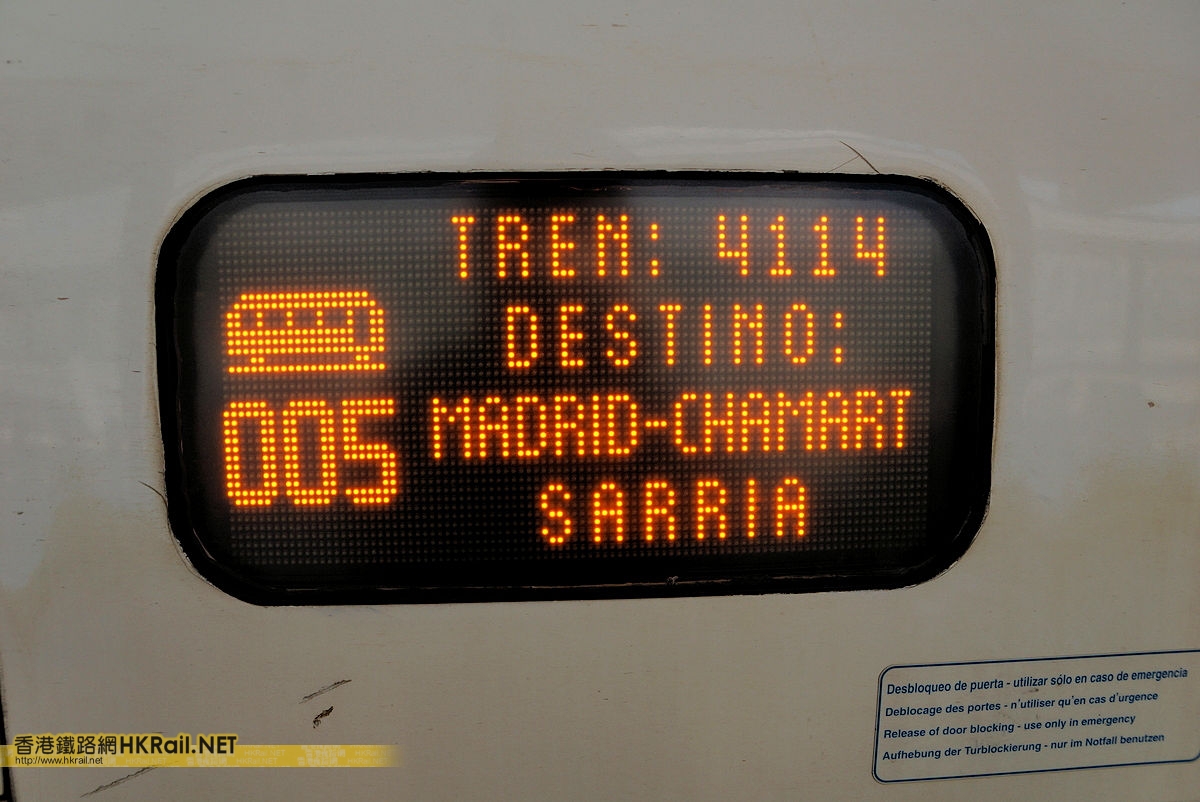 TREN: 4114
DESTINO:
MADRID-CHAMART
SARRIA
005
Desbloqueo de puerta - utilizar sólo en caso de emergencia
Deblocage des portes - n'utiliser qu'en cas d'urgence
Release of door blocking - use only in emergency
Aufhebung der Turblockierung - nur im Notfall benutzen
香港鐵路網HKRail.NET
http://www.hkrail.net